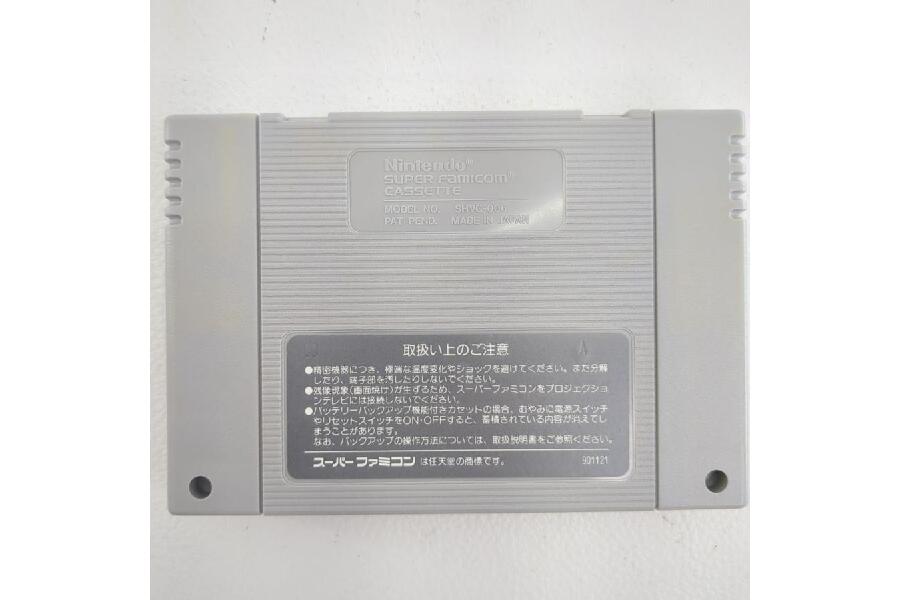 Nintendo®
SUPER Famicom®
CASSETTE
MODEL NO. SHVC-006
PAT PEND. MADE IN JAPAN
取扱い上のご注意
●精密機器につき、極端な温度変化やショックを避けてください。また分解
したり、端子部を汚したりしないでください。
●残像現象(画面焼け)が生ずるため、スーパーファミコンをプロジェクショ
ンテレビには接続しないでください。
●バッテリーバックアップ機能付きカセットの場合、むやみに電源スイッチ
やリセットスイッチをON・OFFすると、蓄積されている内容が消えてし
まうことがあります。
なお、バックアップの操作方法については、取扱説明書をご参照ください。
スーパーファミコン は任天堂の商標です。 901121